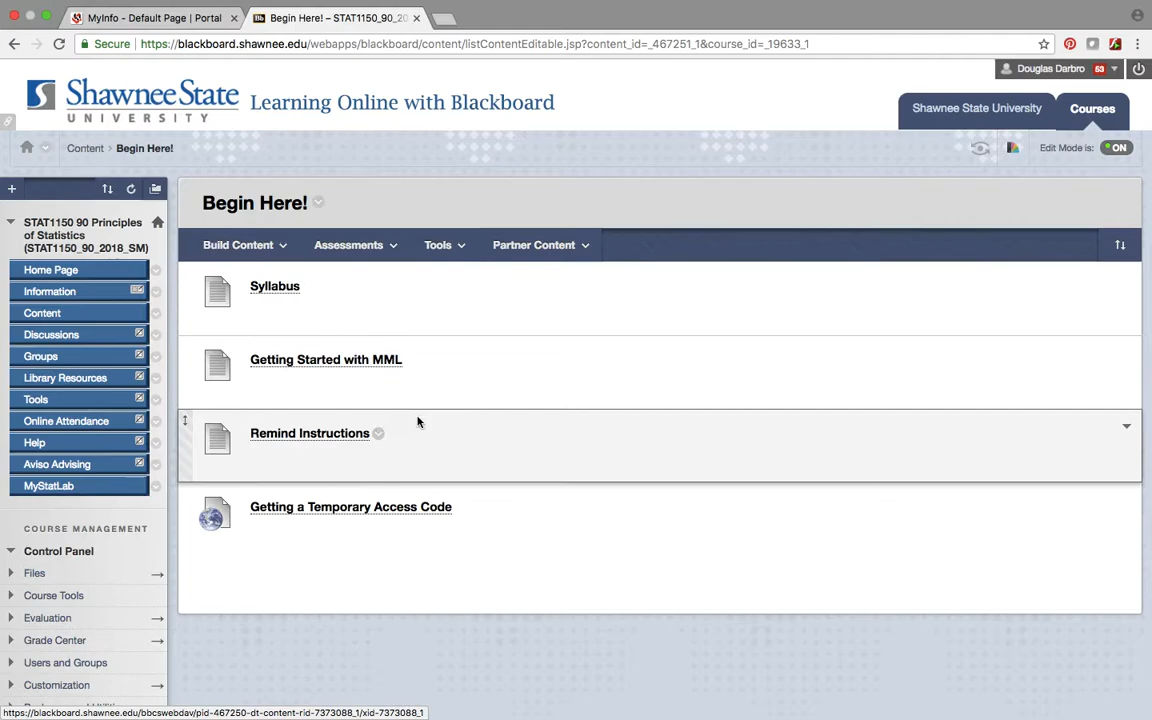 MyInfo - Default Page | Portal
Begin Here! – STAT1150_90_20
Secure
https://blackboard.shawnee.edu/webapps/blackboard/content/listContentEditable.jsp?content_id=_467251_1&course_id=_19633_1
Douglas Darbro 63
Shawnee State
UNIVERSITY
Learning Online with Blackboard
Shawnee State University
Courses
Content
Begin Here!
Edit Mode is:
ON
STAT1150 90 Principles
of Statistics
(STAT1150_90_2018_SM)
Home Page
Information
Content
Discussions
Groups
Library Resources
Tools
Online Attendance
Help
Aviso Advising
MyStatLab
COURSE MANAGEMENT
Control Panel
Files
Course Tools
Evaluation
Grade Center
Users and Groups
Customization
Begin Here!
Build Content
Assessments
Tools
Partner Content
Syllabus
Getting Started with MML
Remind Instructions
Getting a Temporary Access Code
https://blackboard.shawnee.edu/bbcswebdav/pid-467250-dt-content-rid-7373088_1/xid-7373088_1